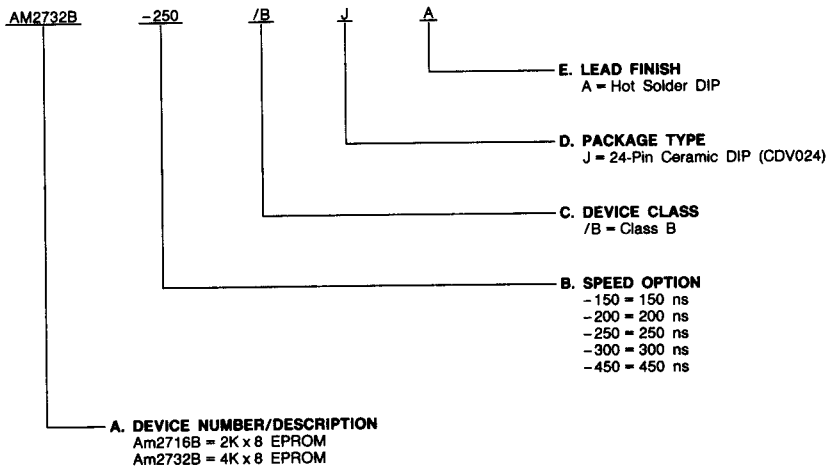 AM2732B -250 /B J A
E. LEAD FINISH
A = Hot Solder DIP
D. PACKAGE TYPE
J = 24-Pin Ceramic DIP (CDV024)
C. DEVICE CLASS
/B = Class B
B. SPEED OPTION
-150 = 150 ns
-200 = 200 ns
-250 = 250 ns
-300 = 300 ns
-450 = 450 ns
A. DEVICE NUMBER/DESCRIPTION
Am2716B = 2K x 8 EPROM
Am2732B = 4K x 8 EPROM